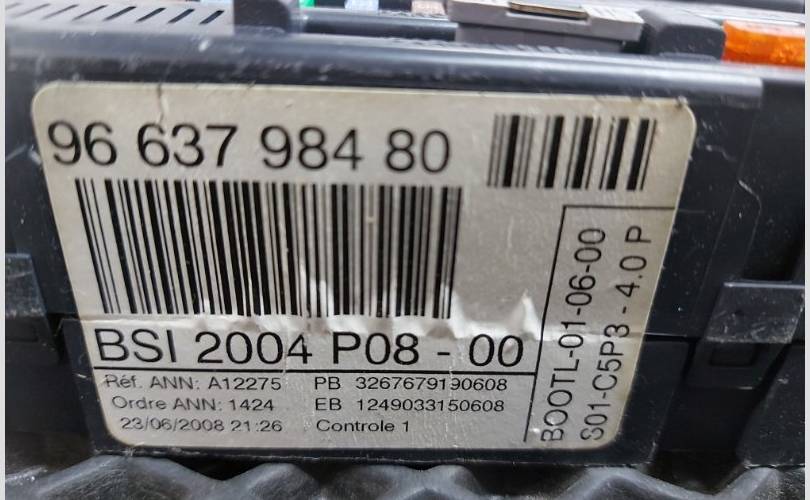 96 637 984 80
BSI 2004 P08 - 00
Réf. ANN: A12275 PB 3267679190608
Ordre ANN: 1424 EB 1249033150608
23/06/2008 21:26 Controle 1
BOOTL-01-06-00
S01-C5P3 - 4.0 P